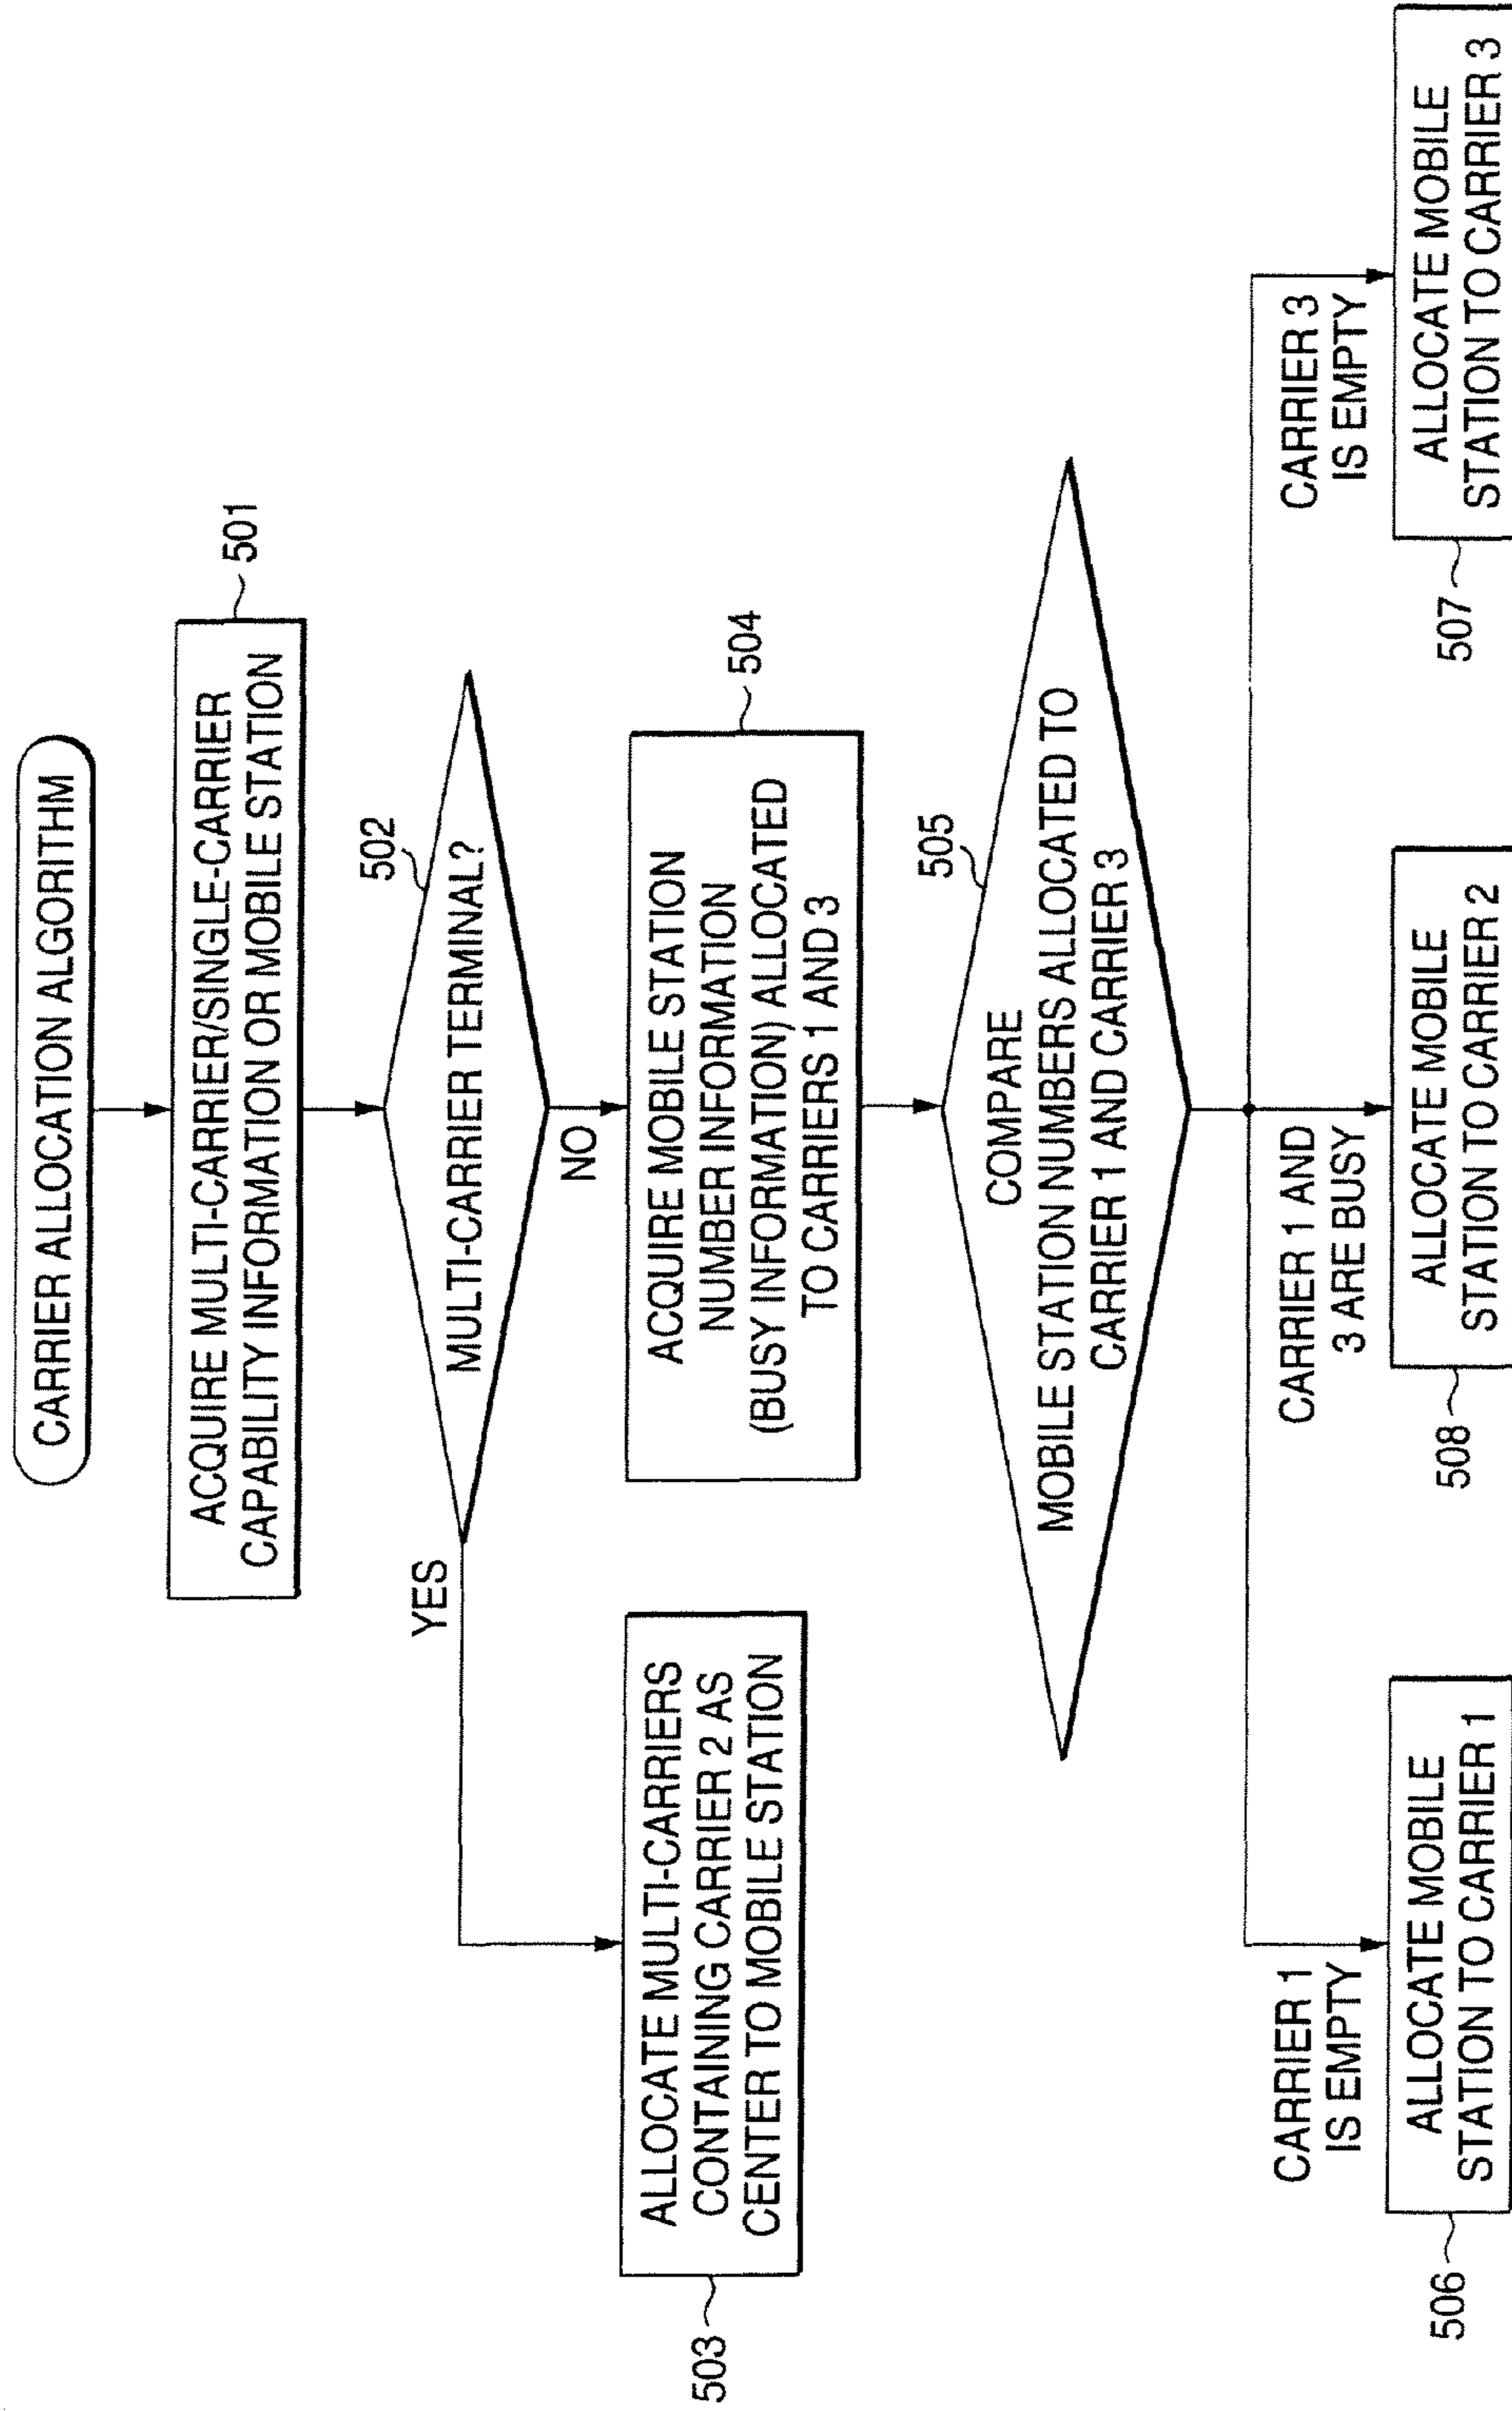 CARRIER ALLOCATION ALGORITHM
ACQUIRE MULTI-CARRIER/SINGLE-CARRIER
CAPABILITY INFORMATION OR MOBILE STATION
501
502
MULTI-CARRIER TERMINAL?
YES
NO
ALLOCATE MULTI-CARRIERS
CONTAINING CARRIER 2 AS
CENTER TO MOBILE STATION
503
ACQUIRE MOBILE STATION
NUMBER INFORMATION
(BUSY INFORMATION) ALLOCATED
TO CARRIERS 1 AND 3
504
505
COMPARE
MOBILE STATION NUMBERS ALLOCATED TO
CARRIER 1 AND CARRIER 3
CARRIER 1
IS EMPTY
CARRIER 1 AND
3 ARE BUSY
CARRIER 3
IS EMPTY
506
ALLOCATE MOBILE
STATION TO CARRIER 1
508
ALLOCATE MOBILE
STATION TO CARRIER 2
507
ALLOCATE MOBILE
STATION TO CARRIER 3